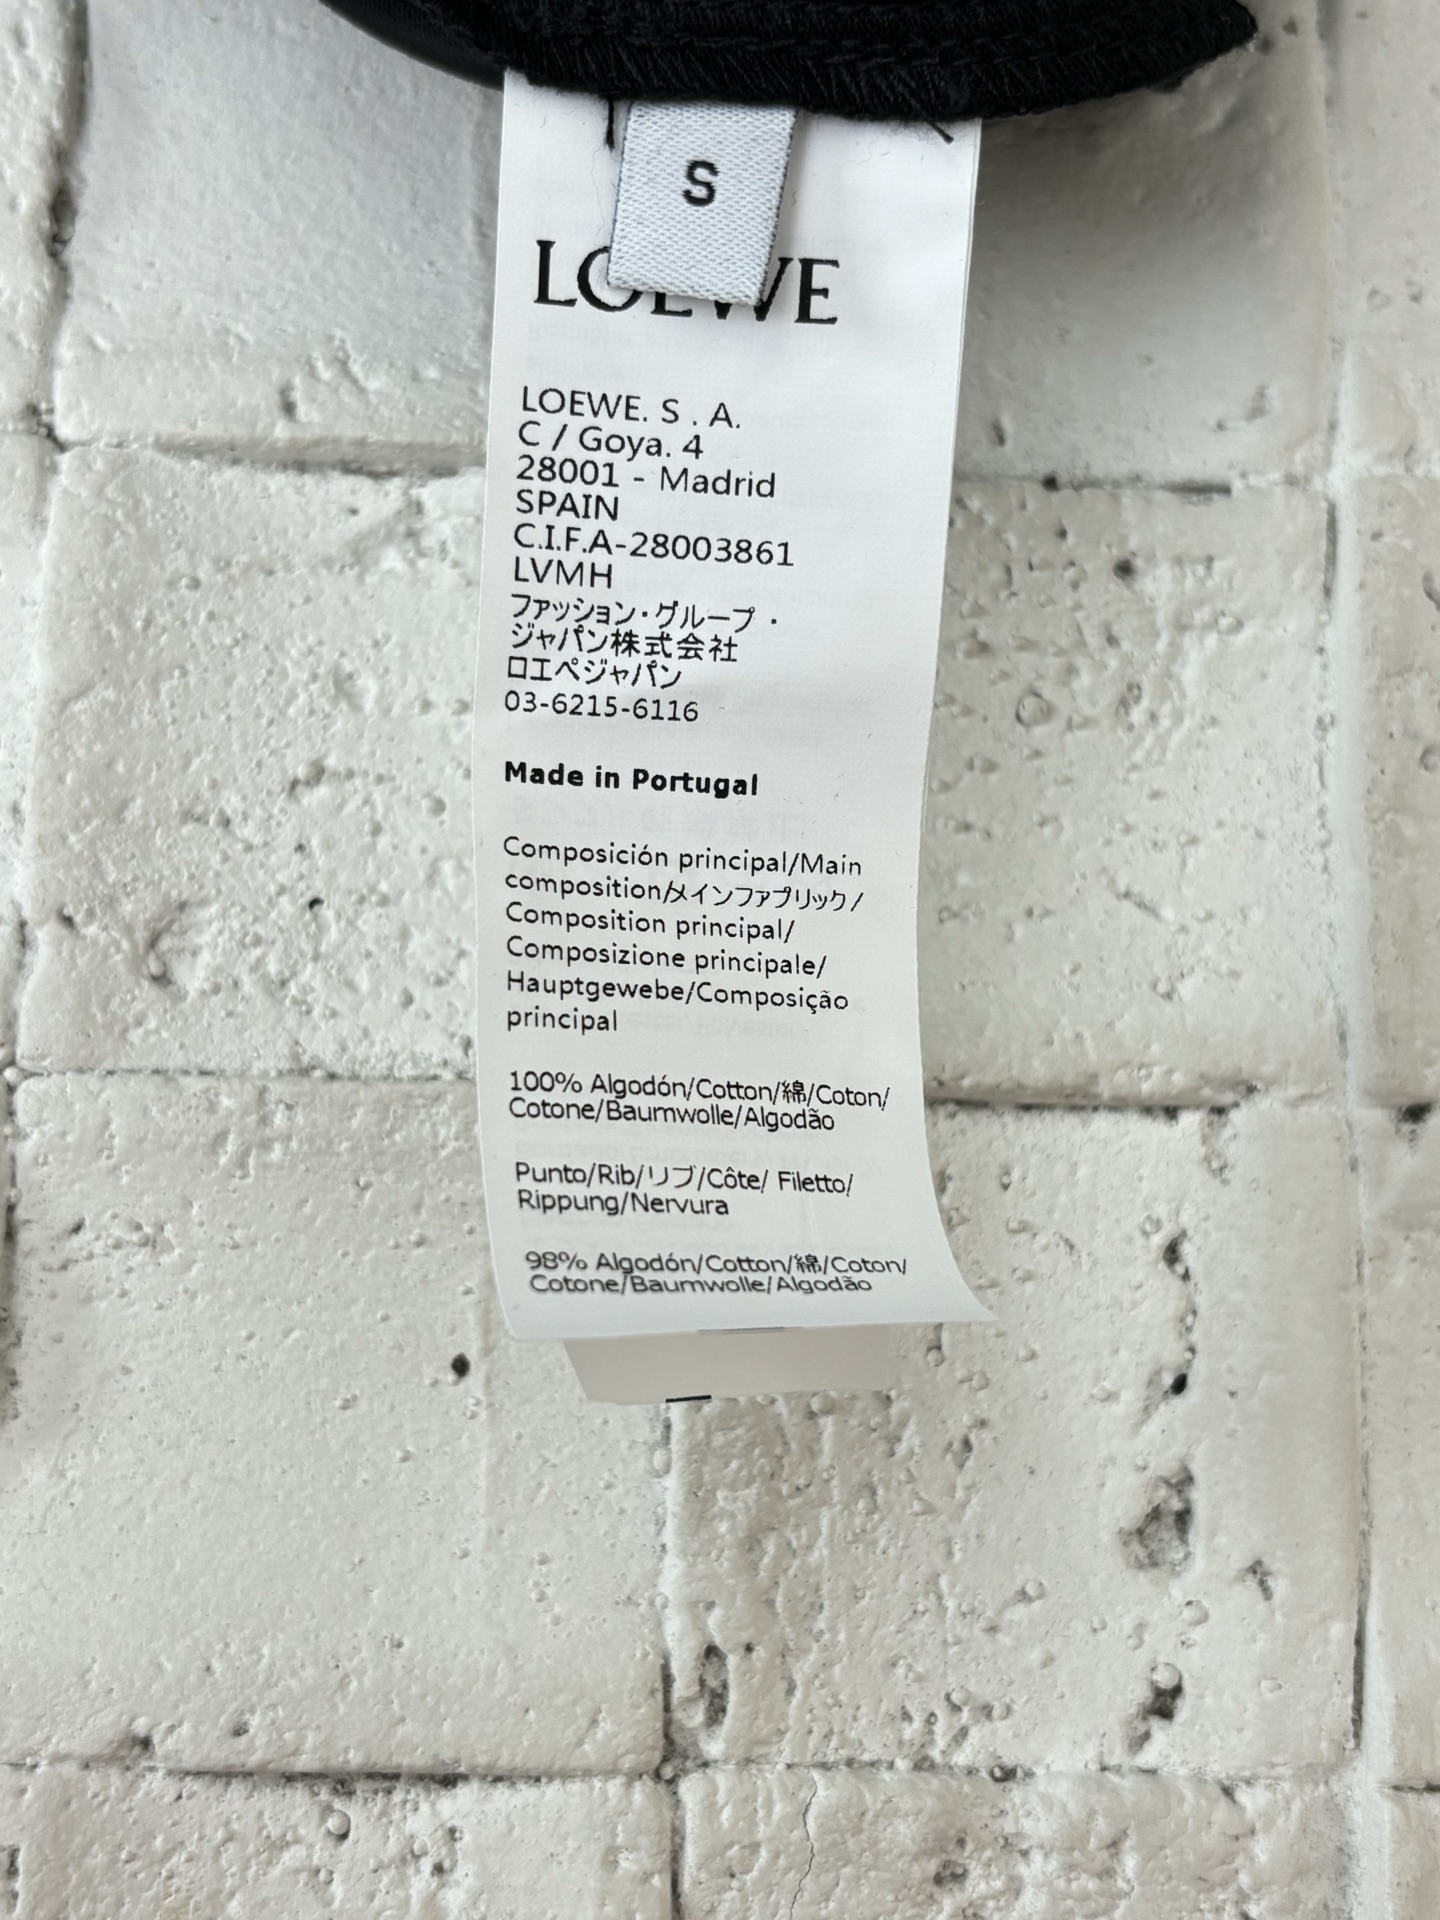 S
LOEWE
LOEWE. S . A.
C / Goya. 4
28001 - Madrid
SPAIN
C.I.F.A-28003861
LVMH
ファッション・グループ・
ジャパン株式会社
ロエベジャパン
03-6215-6116
Made in Portugal
Composición principal/Main
composition/メインファブリック/
Composition principal/
Composizione principale/
Hauptgewebe/Composição
principal
100% Algodón/Cotton/綿/Coton/
Cotone/Baumwolle/Algodão
Punto/Rib/リブ/Côte/ Filetto/
Rippung/Nervura
98% Algodón/Cotton/綿/Coton/
Cotone/Baumwolle/Algodão